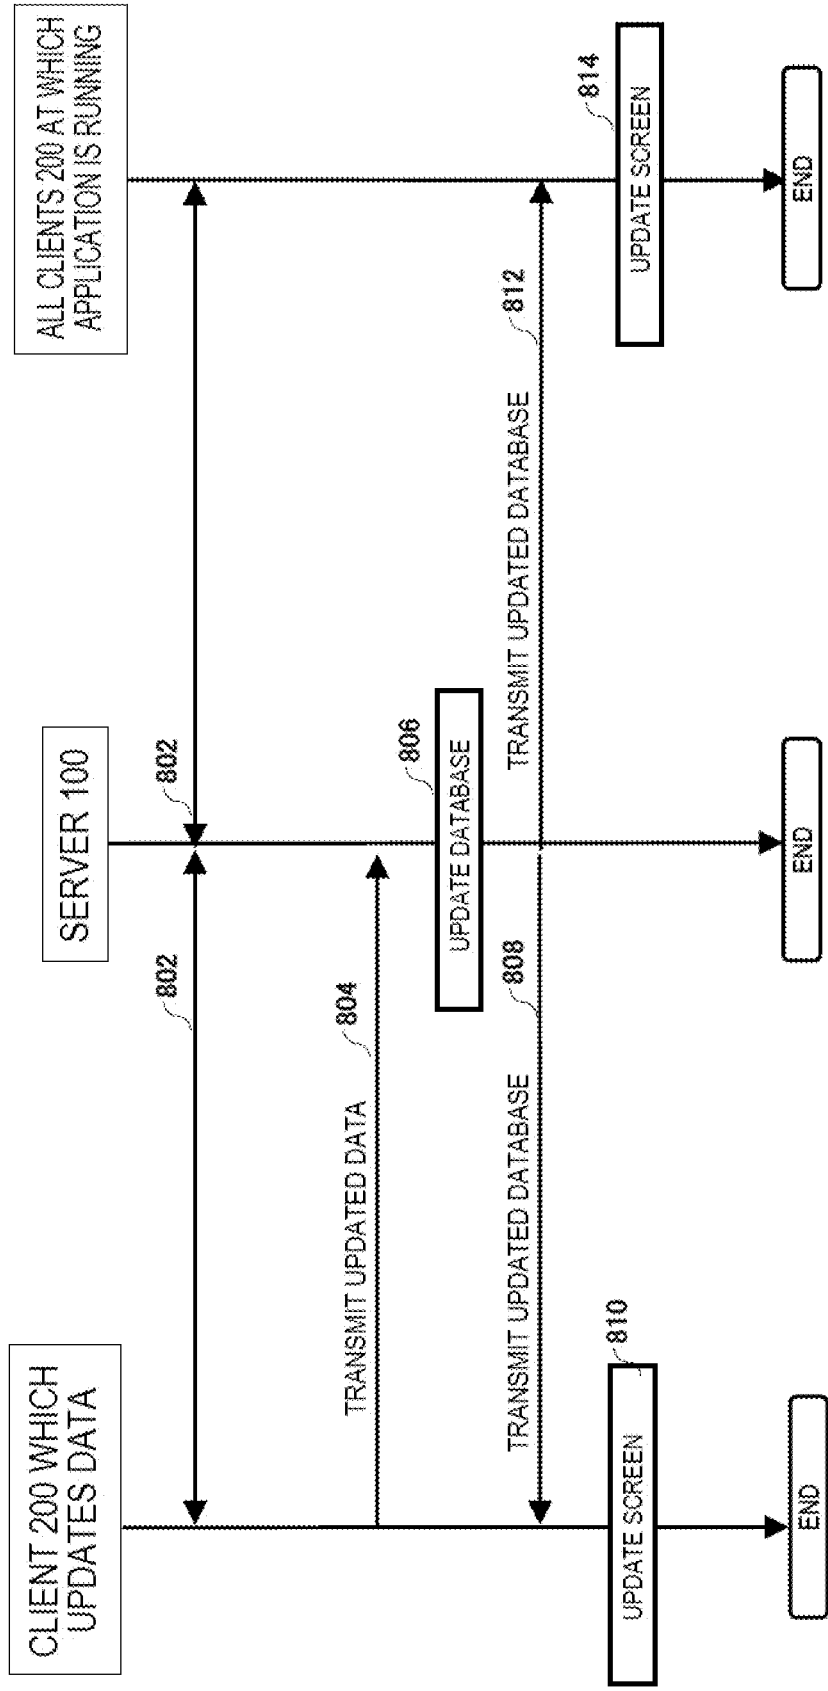 CLIENT 200 WHICH
UPDATES DATA
SERVER 100
ALL CLIENTS 200 AT WHICH
APPLICATION IS RUNNING
802
802
804
TRANSMIT UPDATED DATA
806
UPDATE DATABASE
808
TRANSMIT UPDATED DATABASE
812
TRANSMIT UPDATED DATABASE
810
UPDATE SCREEN
814
UPDATE SCREEN
END
END
END